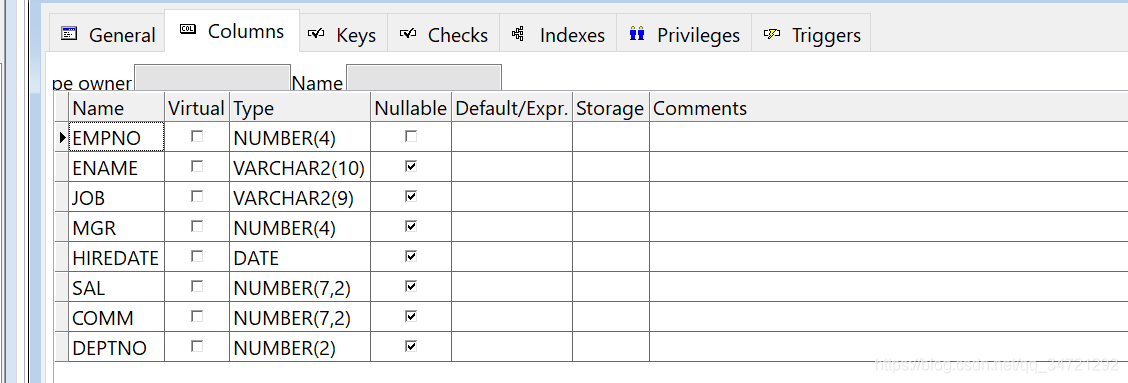 General Columns Keys Checks Indexes Privileges Triggers
pe owner Name
Name Virtual Type Nullable Default/Expr. Storage Comments
EMPNO NUMBER(4)
ENAME VARCHAR2(10)
JOB VARCHAR2(9)
MGR NUMBER(4)
HIREDATE DATE
SAL NUMBER(7,2)
COMM NUMBER(7,2)
DEPTNO NUMBER(2)
https://blog.csdn.net/qq_34721292